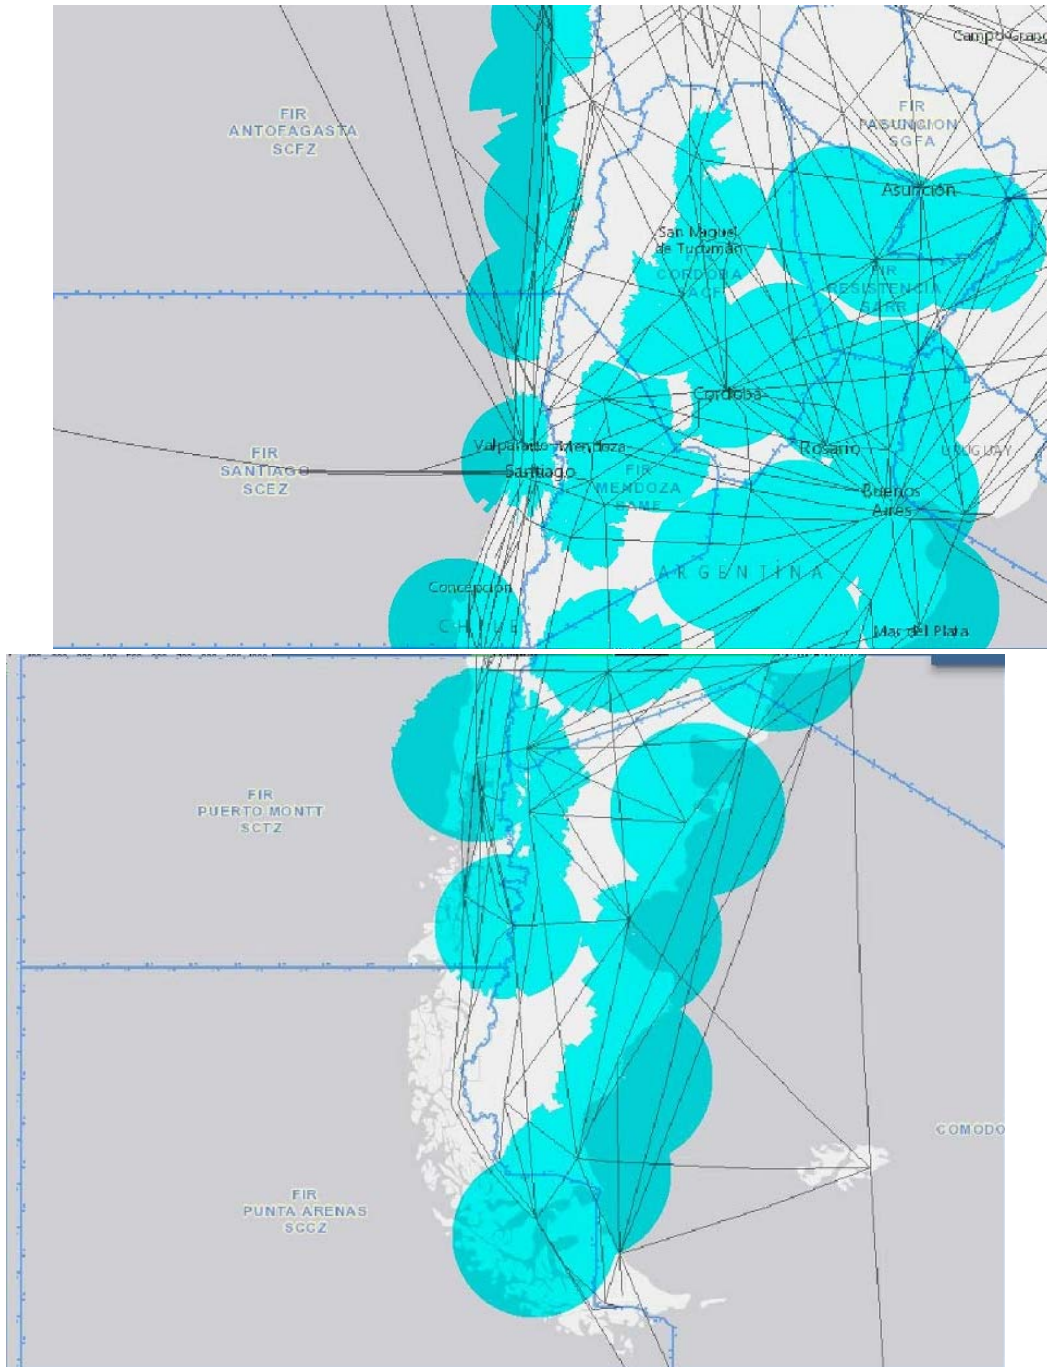 Campo Grand
FIR
ANTOFAGASTA
SCFZ
FIR
ASUNCION
SGFA
Asunción
San Miguel
de Tucumán
CORDOBA
SACF
FIR
RESISTENCIA
SARR
Cordoba
Valparaíso
Mendoza
Santiago
Rosario
URUGUAY
FIR
SANTIAGO
SCEZ
FIR
MENDOZA
SAME
Buenos
Aires
ARGENTINA
Concepción
CHILE
Mar del Plata
FIR
PUERTO MONTT
SCTZ
COMODO
FIR
PUNTA ARENAS
SCCZ